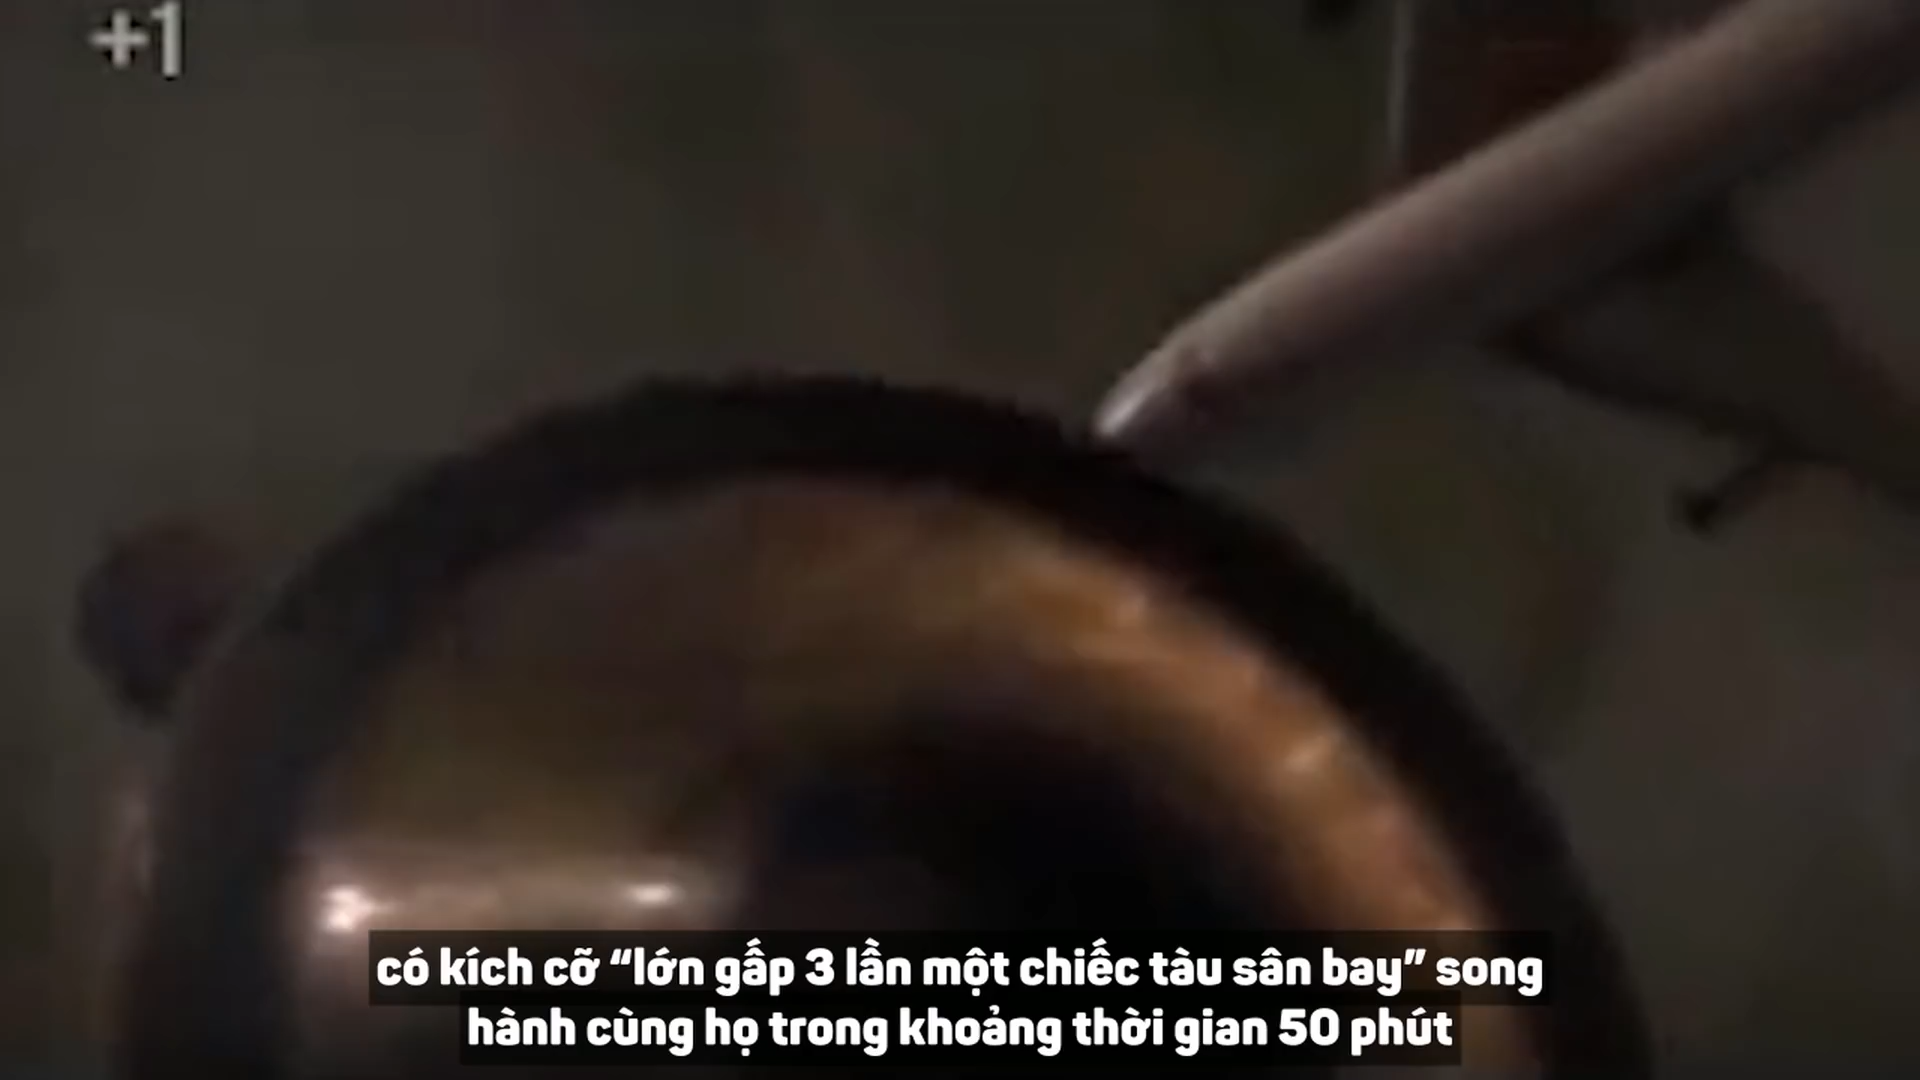 +1
có kích cỡ “lớn gấp 3 lần một chiếc tàu sân bay” song
hành cùng họ trong khoảng thời gian 50 phút